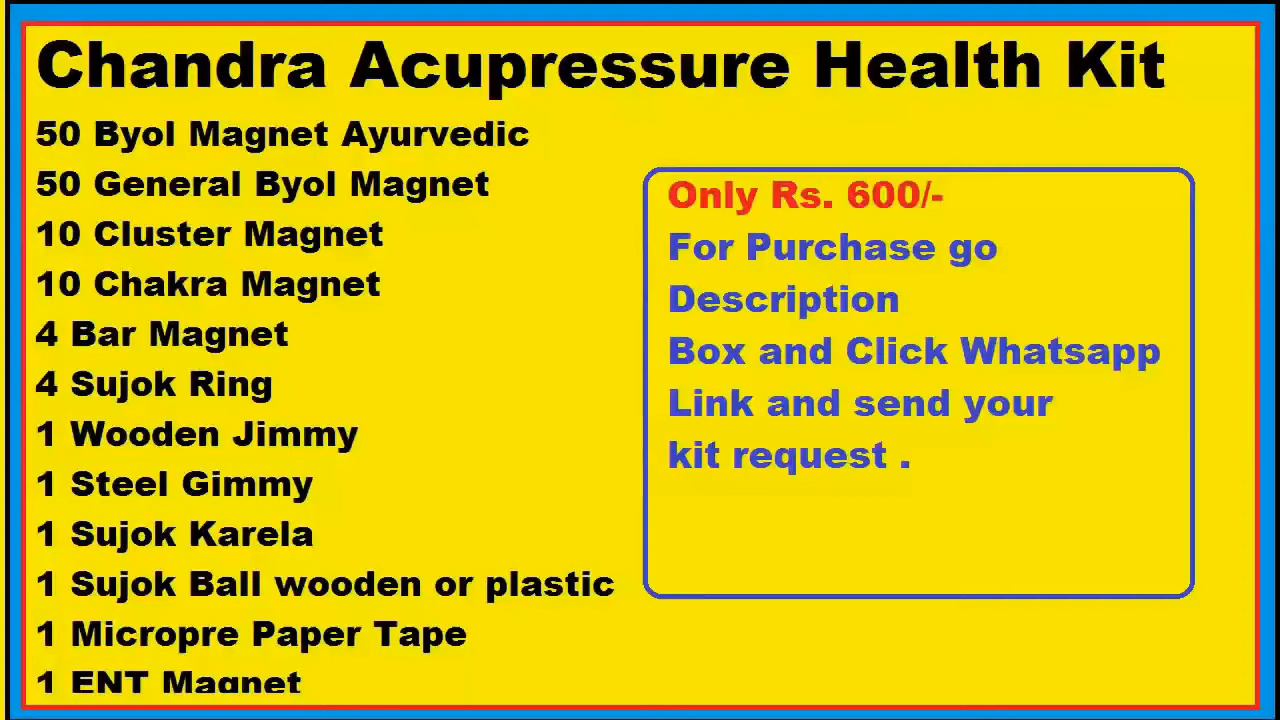 Chandra Acupressure Health Kit
50 Byol Magnet Ayurvedic
50 General Byol Magnet
10 Cluster Magnet
10 Chakra Magnet
4 Bar Magnet
4 Sujok Ring
1 Wooden Jimmy
1 Steel Gimmy
1 Sujok Karela
1 Sujok Ball wooden or plastic
1 Micropre Paper Tape
1 ENT Magnet
Only Rs. 600/-
For Purchase go
Description
Box and Click Whatsapp
Link and send your
kit request .